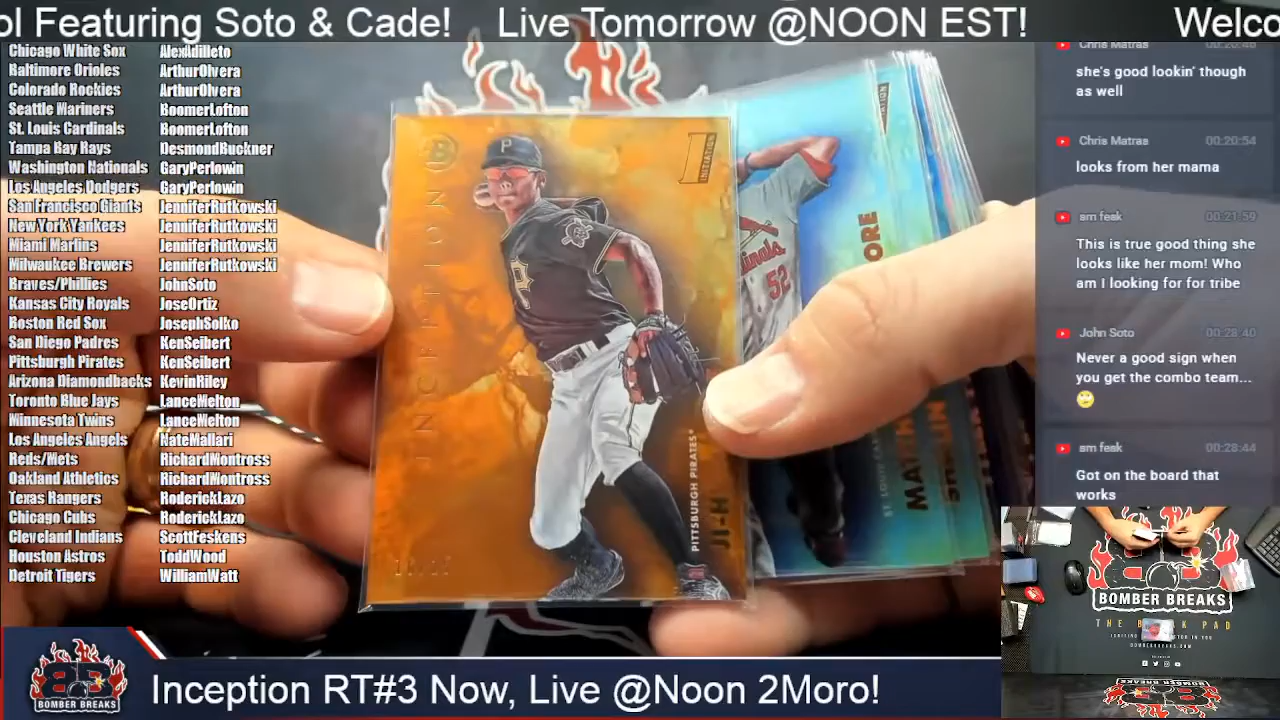 ol Featuring Soto & Cade! Live Tomorrow @NOON EST! Welco
Chicago White Sox AlexAdilleto
Baltimore Orioles ArthurOlvera
Colorado Rockies ArthurOlvera
Seattle Mariners BoomerLofton
St. Louis Cardinals BoomerLofton
Tampa Bay Rays DesmondBuckner
Washington Nationals GaryPerlowin
Los Angeles Dodgers GaryPerlowin
San Francisco Giants JenniferRutkowski
New York Yankees JenniferRutkowski
Miami Marlins JenniferRutkowski
Milwaukee Brewers JenniferRutkowski
Braves/Phillies JohnSoto
Kansas City Royals JoseOrtiz
Boston Red Sox JosephSolko
San Diego Padres KenSeibert
Pittsburgh Pirates KenSeibert
Arizona Diamondbacks KevinRiley
Toronto Blue Jays LanceMelton
Minnesota Twins LanceMelton
Los Angeles Angels NateMallari
Reds/Mets RichardMontross
Oakland Athletics RichardMontross
Texas Rangers RoderickLazo
Chicago Cubs RoderickLazo
Cleveland Indians ScottFeskens
Houston Astros ToddWood
Detroit Tigers WilliamWatt
B
INCEPTION
INITIATION
P
P
PITTSBURGH PIRATES
JI-H
52
ORE
Chris Matras 00:20:46
she's good lookin' though
as well
Chris Matras 00:20:54
looks from her mama
sm fesk 00:21:59
This is true good thing she
looks like her mom! Who
am I looking for for tribe
John Soto 00:28:40
Never a good sign when
you get the combo team...
sm fesk 00:28:44
Got on the board that
works
BOMBER BREAKS
BOMBER BREAKS
Inception RT#3 Now, Live @Noon 2Moro!